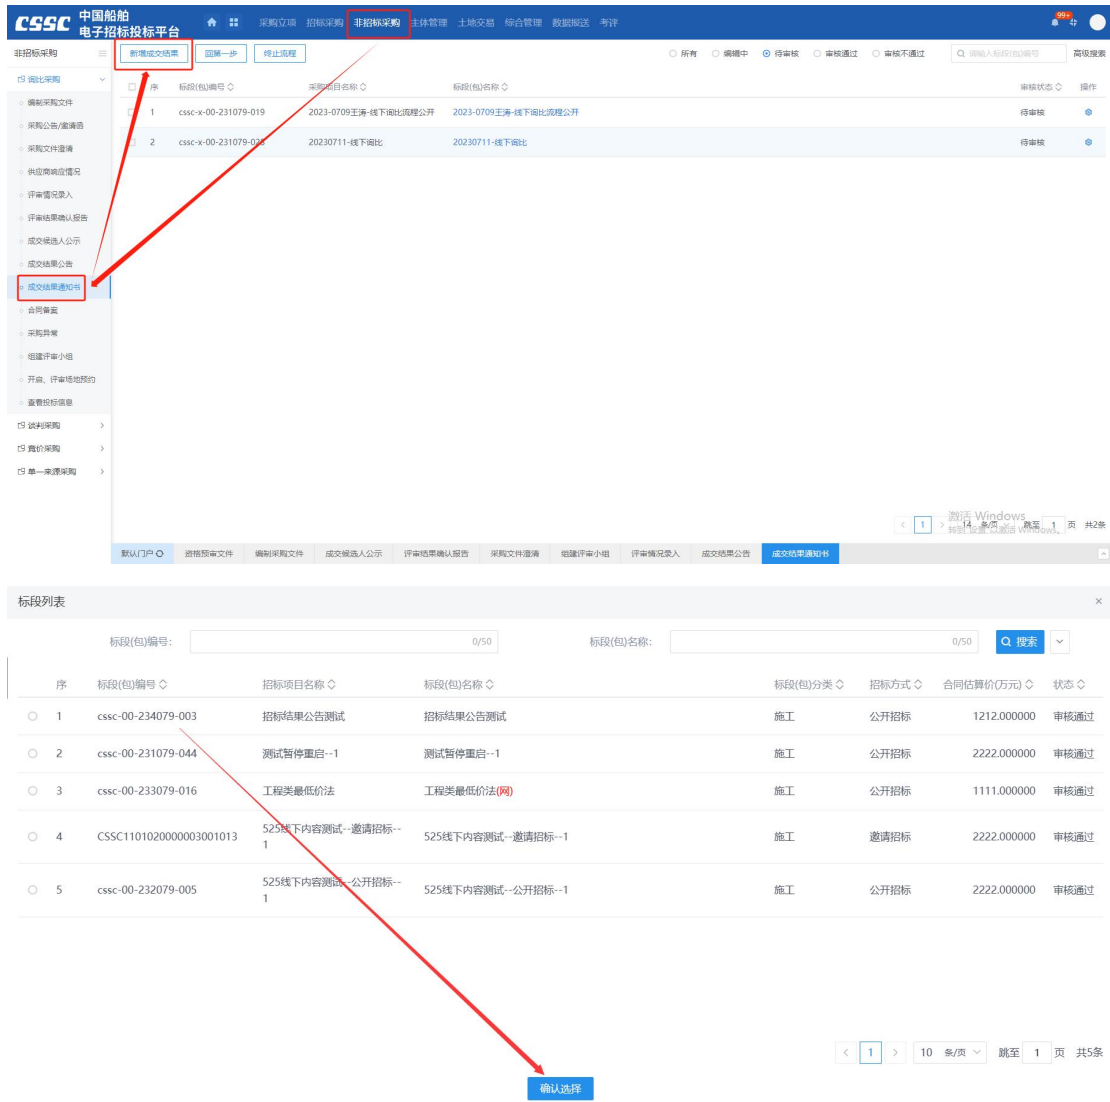 CSSC 中国船舶
电子招标投标平台
采购立项 招标采购 非招标采购 主体管理 土地交易 综合管理 数据报送 考评
99+
非招标采购
新增成交结果 回第一步 终止流程
所有 编辑中 待审核 审核通过 审核不通过
请输入标段(包)编号
高级搜索
询比采购
序 标段(包)编号 采购项目名称 标段(包)名称 审核状态 操作
编制采购文件
1 cssc-x-00-231079-019 2023-0709王涛-线下询比流程公开 2023-0709王涛-线下询比流程公开 待审核
采购公告/邀请函
2 cssc-x-00-231079-028 20230711-线下询比 20230711-线下询比 待审核
采购文件澄清
供应商响应情况
评审情况录入
评审结果确认报告
成交候选人公示
成交结果公告
成交结果通知书
合同备案
采购异常
组建评审小组
开启、评审场地预约
查看投标信息
谈判采购
竞价采购
单一来源采购
激活 Windows
转到"设置"以激活 Windows。
1 14 条/页 跳至 1 页 共2条
默认门户 资格预审文件 编制采购文件 成交候选人公示 评审结果确认报告 采购文件澄清 组建评审小组 评审情况录入 成交结果公告 成交结果通知书
标段列表
标段(包)编号: 0/50 标段(包)名称: 0/50 搜索
序 标段(包)编号 招标项目名称 标段(包)名称 标段(包)分类 招标方式 合同估算价(万元) 状态
1 cssc-00-234079-003 招标结果公告测试 招标结果公告测试 施工 公开招标 1212.000000 审核通过
2 cssc-00-231079-044 测试暂停重启--1 测试暂停重启--1 施工 公开招标 2222.000000 审核通过
3 cssc-00-233079-016 工程类最低价法 工程类最低价法(网) 施工 公开招标 1111.000000 审核通过
4 CSSC1101020000003001013 525线下内容测试--邀请招标--1 525线下内容测试--邀请招标--1 施工 邀请招标 2222.000000 审核通过
5 cssc-00-232079-005 525线下内容测试--公开招标--1 525线下内容测试--公开招标--1 施工 公开招标 2222.000000 审核通过
1 10 条/页 跳至 1 页 共5条
确认选择